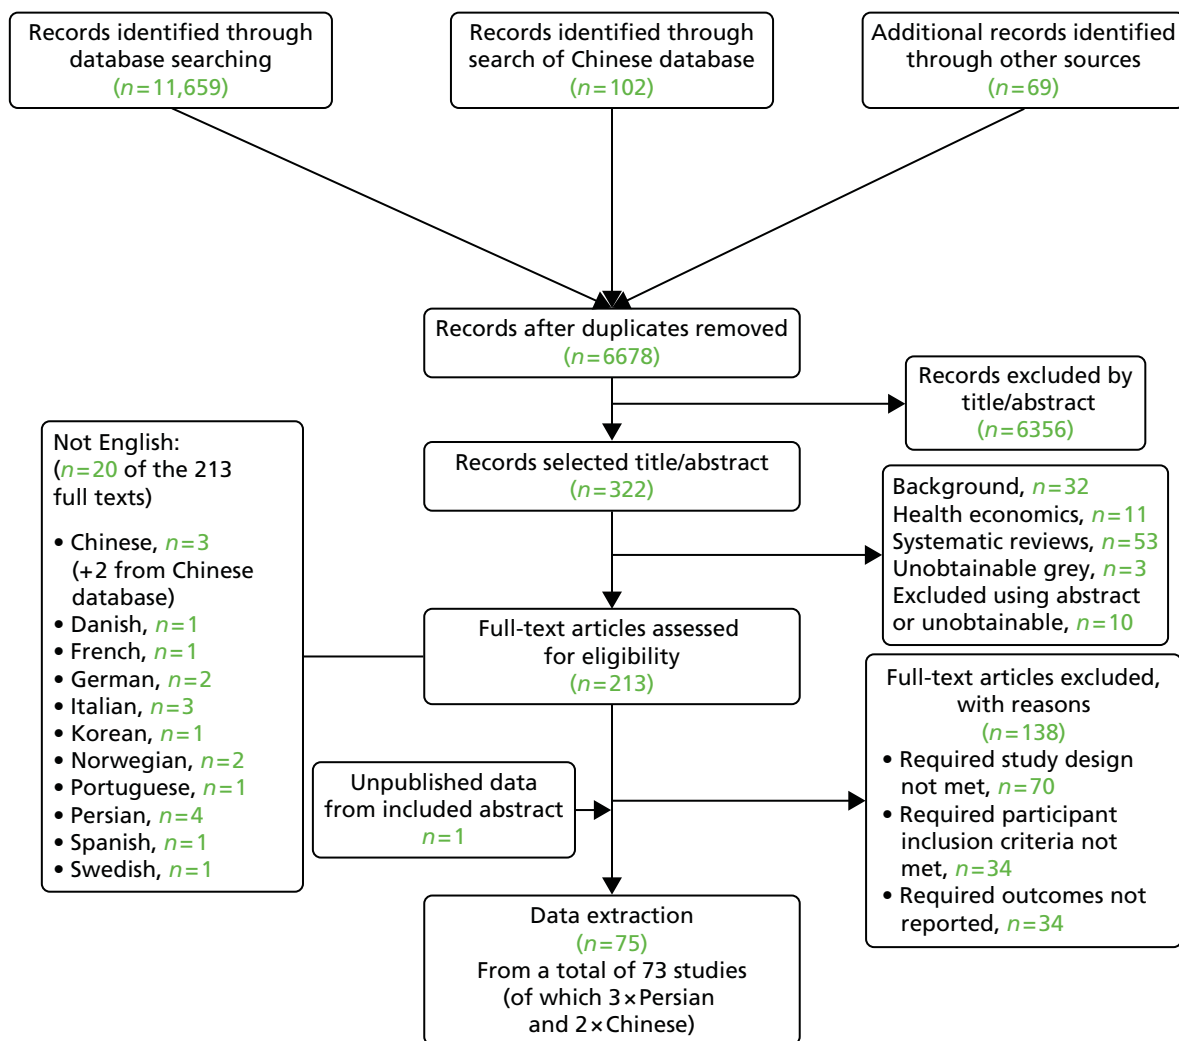 Records identified through
database searching
(n=11,659)
Records identified through
search of Chinese database
(n=102)
Additional records identified
through other sources
(n=69)
Records after duplicates removed
(n=6678)
Records excluded by
title/abstract
(n=6356)
Records selected title/abstract
(n=322)
Background, n=32
Health economics, n=11
Systematic reviews, n=53
Unobtainable grey, n=3
Excluded using abstract
or unobtainable, n=10
Not English:
(n=20 of the 213
full texts)
• Chinese, n=3
(+2 from Chinese
database)
• Danish, n=1
• French, n=1
• German, n=2
• Italian, n=3
• Korean, n=1
• Norwegian, n=2
• Portuguese, n=1
• Persian, n=4
• Spanish, n=1
• Swedish, n=1
Full-text articles assessed
for eligibility
(n=213)
Full-text articles excluded,
with reasons
(n=138)
• Required study design
not met, n=70
• Required participant
inclusion criteria not
met, n=34
• Required outcomes not
reported, n=34
Unpublished data
from included abstract
n=1
Data extraction
(n=75)
From a total of 73 studies
(of which 3×Persian
and 2×Chinese)